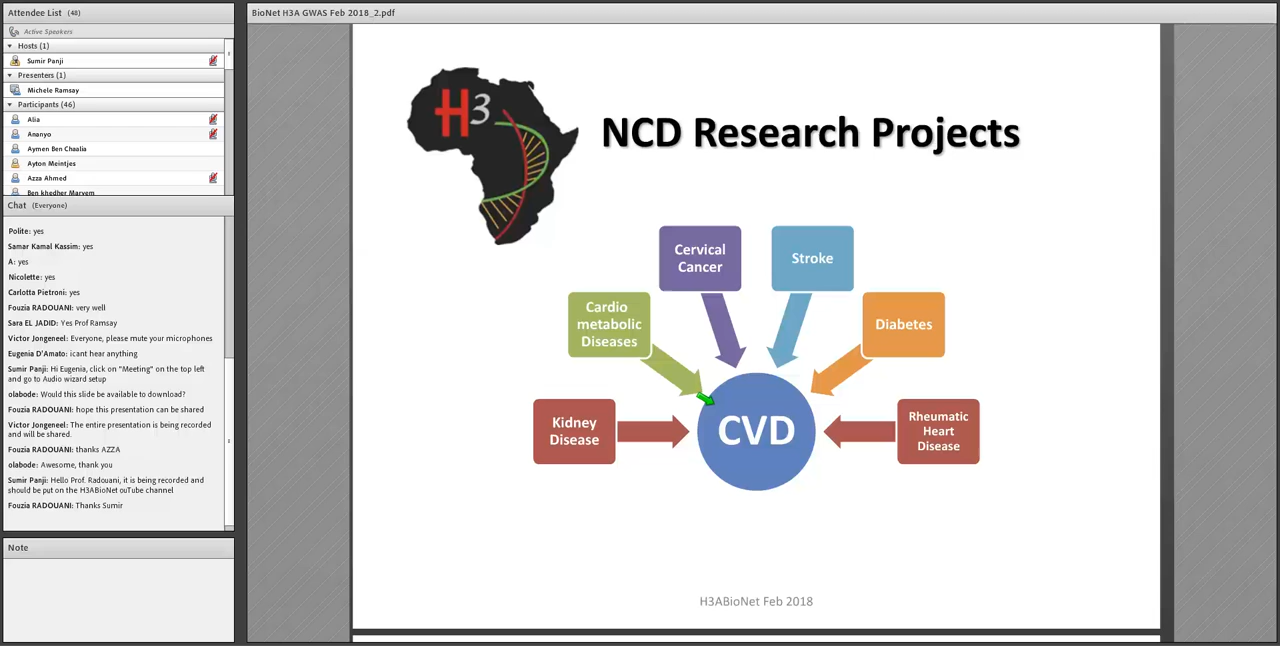 Attendee List (48)
Active Speakers
Hosts (1)
Sumir Panji
Presenters (1)
Michele Ramsay
Participants (46)
Alia
Ananyo
Aymen Ben Chaalia
Ayton Meintjes
Azza Ahmed
Ben khedher Maryem
Chat (Everyone)
Polite: yes
Samar Kamal Kassim: yes
A: yes
Nicolette: yes
Carlotta Pietroni: yes
Fouzia RADOUANI: very well
Sara EL JADID: Yes Prof Ramsay
Victor Jongeneel: Everyone, please mute your microphones
Eugenia D'Amato: icant hear anything
Sumir Panji: Hi Eugenia, click on "Meeting" on the top left
and go to Audio wizard setup
olabode: Would this slide be available to download?
Fouzia RADOUANI: hope this presentation can be shared
Victor Jongeneel: The entire presentation is being recorded
and will be shared.
Fouzia RADOUANI: thanks AZZA
olabode: Awesome, thank you
Sumir Panji: Hello Prof. Radouani, it is being recorded and
should be put on the H3ABioNet ouTube channel
Fouzia RADOUANI: Thanks Sumir
Note
BioNet H3A GWAS Feb 2018_2.pdf
H3
NCD Research Projects
Cervical
Cancer
Stroke
Cardio
metabolic
Diseases
Diabetes
Kidney
Disease
CVD
Rheumatic
Heart
Disease
H3ABioNet Feb 2018